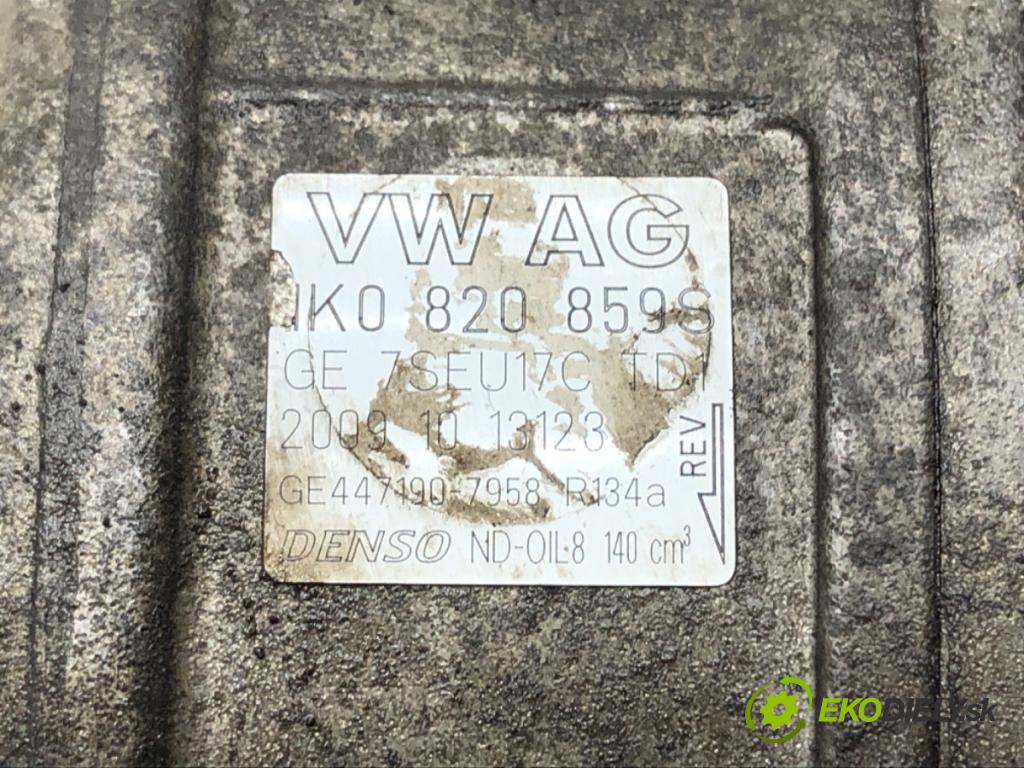 VW AG
1K0 820 859S
GE 7SEU17C TD1
2009 10 13123
GE447190-7958 R134a
REV
DENSO ND-OIL8 140 cm³
EKODIELY.sk